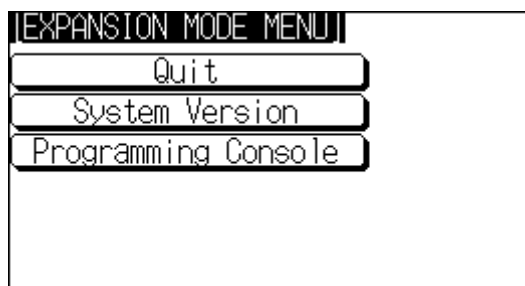 [EXPANSION MODE MENU]
Quit
System Version
Programming Console